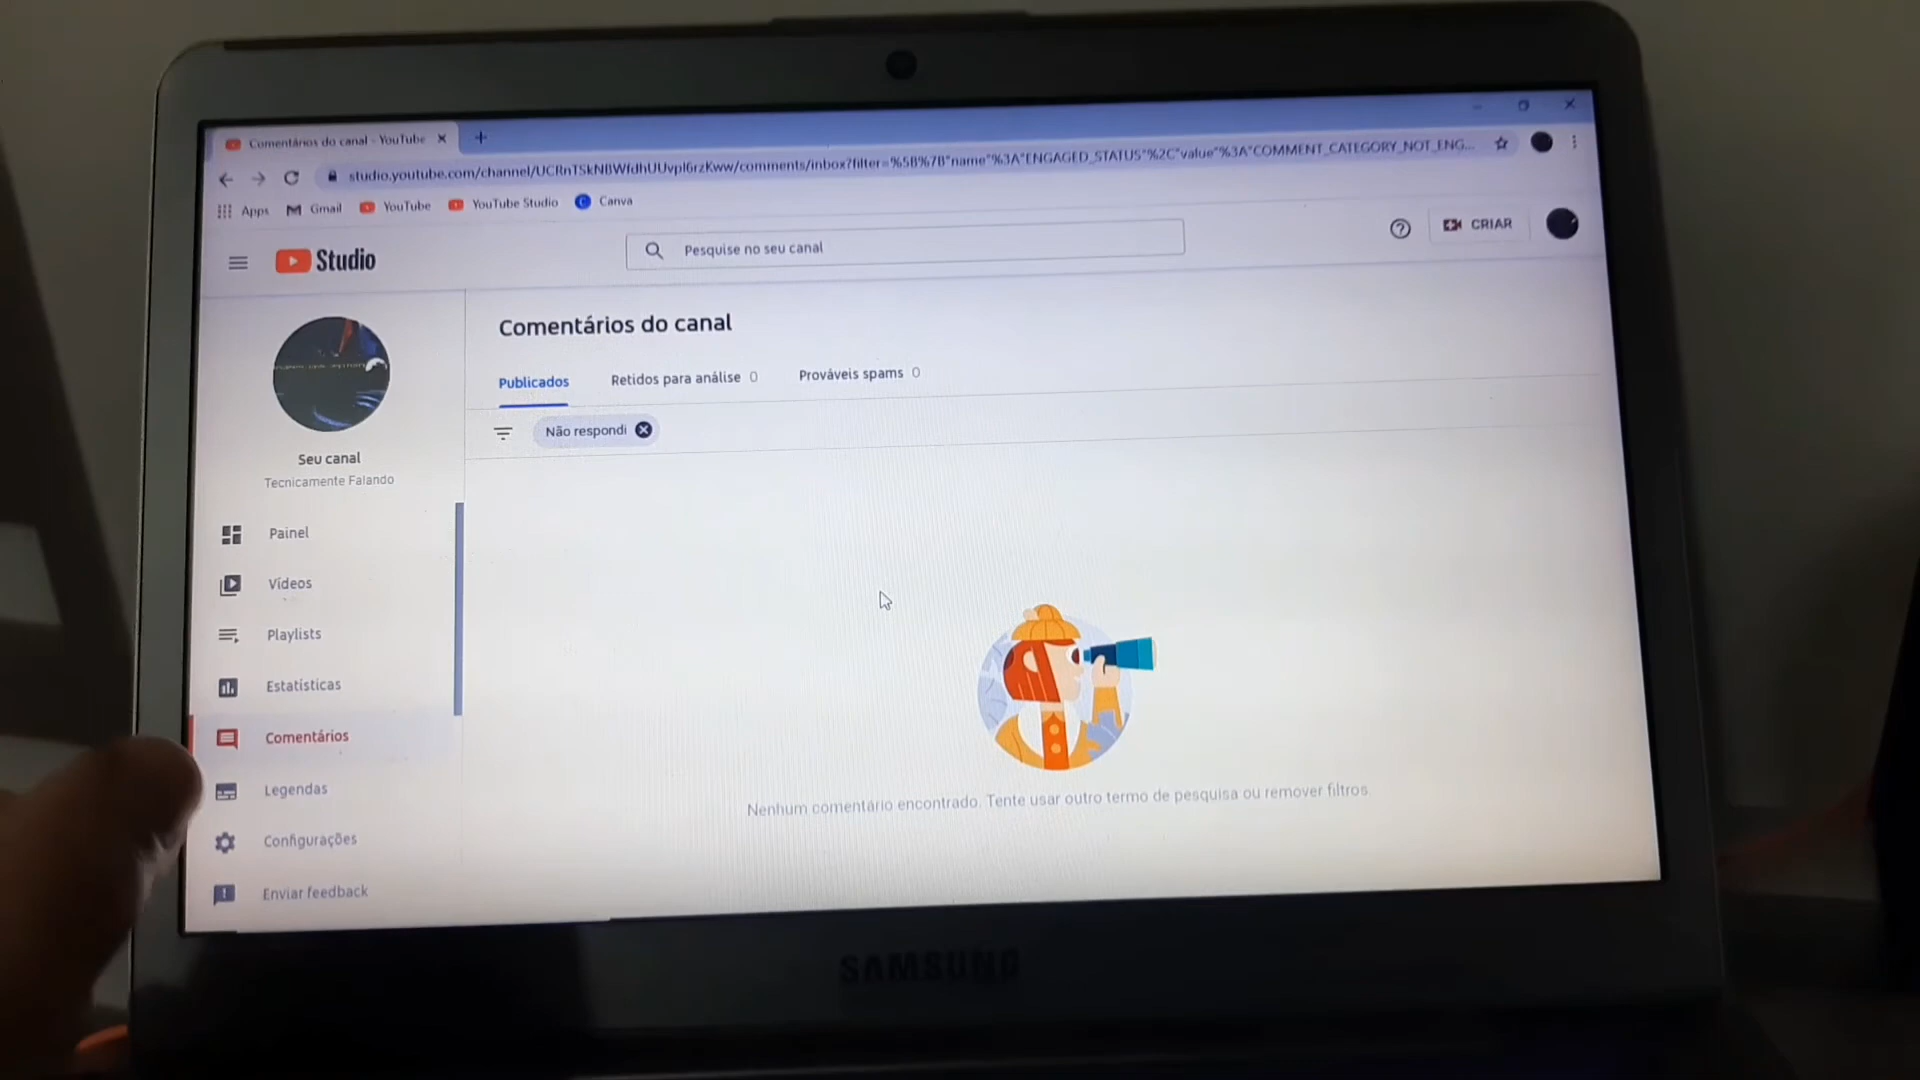 Comentários do canal - YouTube
studio.youtube.com/channel/UCRnTSkNBWfdhUUvpl6rzKww/comments/inbox?filter=%5B%7B"name"%3A"ENGAGED_STATUS"%2C"value"%3A"COMMENT_CATEGORY_NOT_ENG...
Apps Gmail YouTube YouTube Studio Canva
Studio
Pesquise no seu canal
CRIAR
Comentários do canal
Publicados Retidos para análise 0 Prováveis spams 0
Não respondi
Seu canal
Tecnicamente Falando
Painel
Vídeos
Playlists
Estatísticas
Comentários
Legendas
Configurações
Enviar feedback
Nenhum comentário encontrado. Tente usar outro termo de pesquisa ou remover filtros.
SAMSUNG